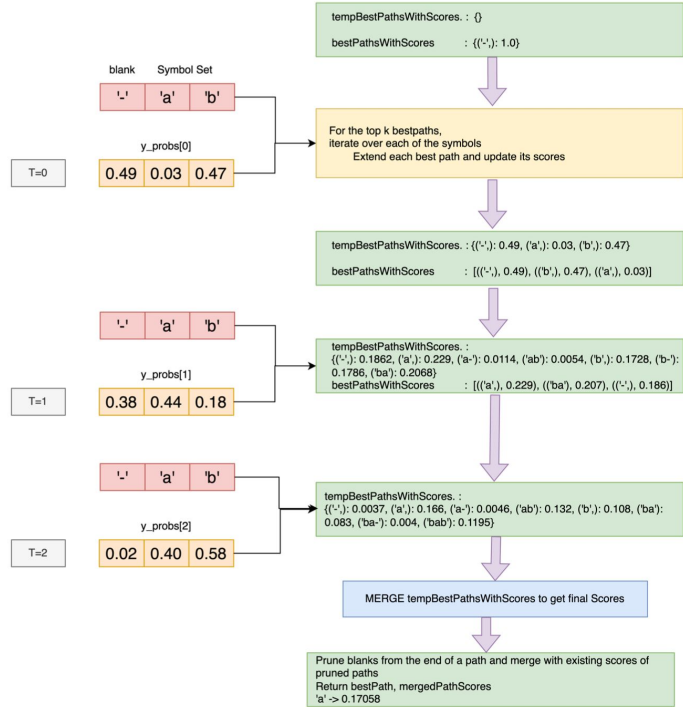 tempBestPathsWithScores. : {}
bestPathsWithScores : {('-',): 1.0}
blank Symbol Set
'-' 'a' 'b'
y_probs[0]
T=0 0.49 0.03 0.47
For the top k bestpaths,
iterate over each of the symbols
Extend each best path and update its scores
tempBestPathsWithScores. : {('-',): 0.49, ('a',): 0.03, ('b',): 0.47}
bestPathsWithScores : [(('-',), 0.49), (('b',), 0.47), (('a',), 0.03)]
'-' 'a' 'b'
y_probs[1]
T=1 0.38 0.44 0.18
tempBestPathsWithScores. :
{('-',): 0.1862, ('a',): 0.229, ('a-'): 0.0114, ('ab'): 0.0054, ('b',): 0.1728, ('b-'):
0.1786, ('ba'): 0.2068}
bestPathsWithScores : [(('a',), 0.229), (('ba'), 0.207), (('-',), 0.186)]
'-' 'a' 'b'
y_probs[2]
T=2 0.02 0.40 0.58
tempBestPathsWithScores. :
{('-',): 0.0037, ('a',): 0.166, ('a-'): 0.0046, ('ab'): 0.132, ('b',): 0.108, ('ba'):
0.083, ('ba-'): 0.004, ('bab'): 0.1195}
MERGE tempBestPathsWithScores to get final Scores
Prune blanks from the end of a path and merge with existing scores of
pruned paths
Return bestPath, mergedPathScores
'a' -> 0.17058